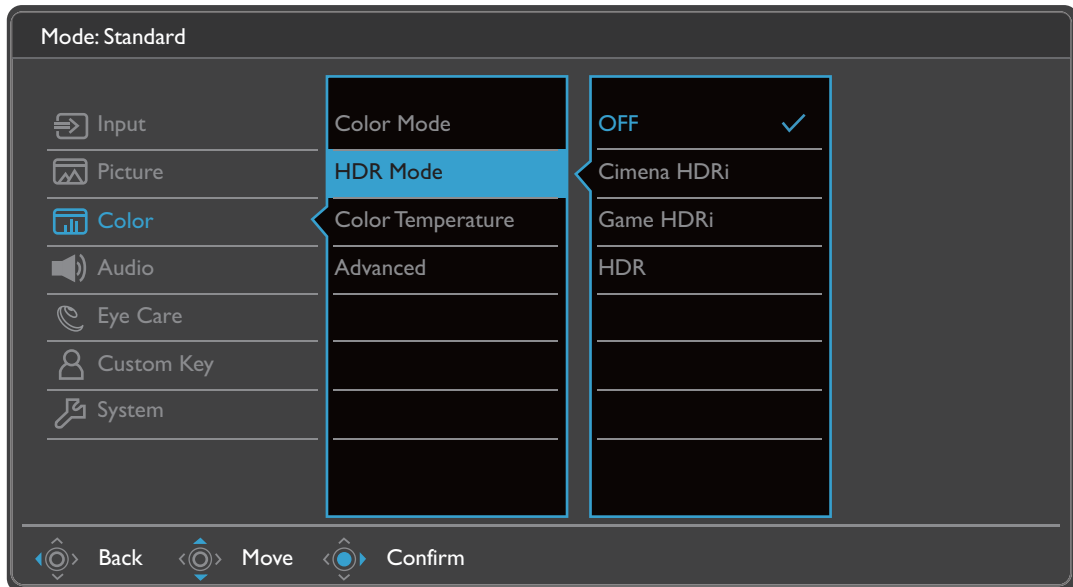 Mode: Standard
Input
Picture
Color
Audio
Eye Care
Custom Key
System
Color Mode
HDR Mode
Color Temperature
Advanced
OFF
Cimena HDRi
Game HDRi
HDR
Back Move Confirm